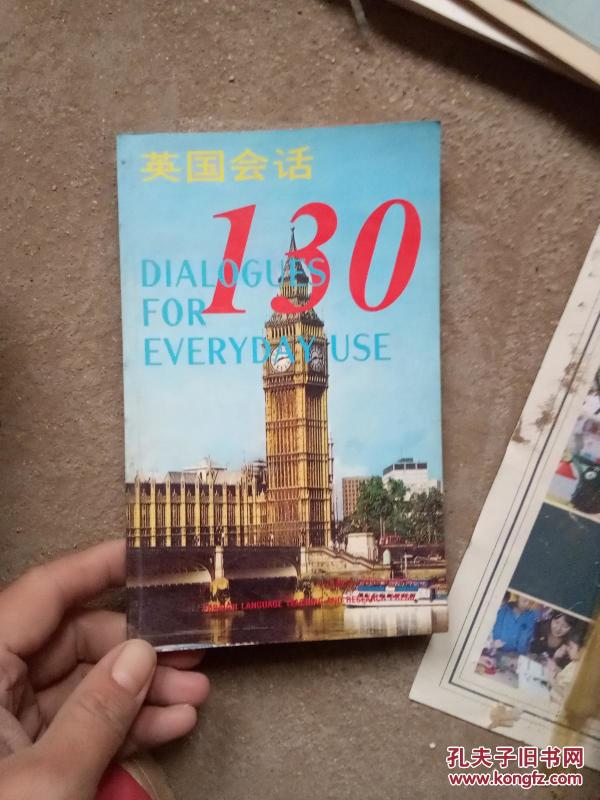 英国会话
130
DIALOGUES
FOR
EVERYDAY USE
FOREIGN LANGUAGE TEACHING AND RESEARCH PRESS
孔夫子旧书网
www.kongfz.com